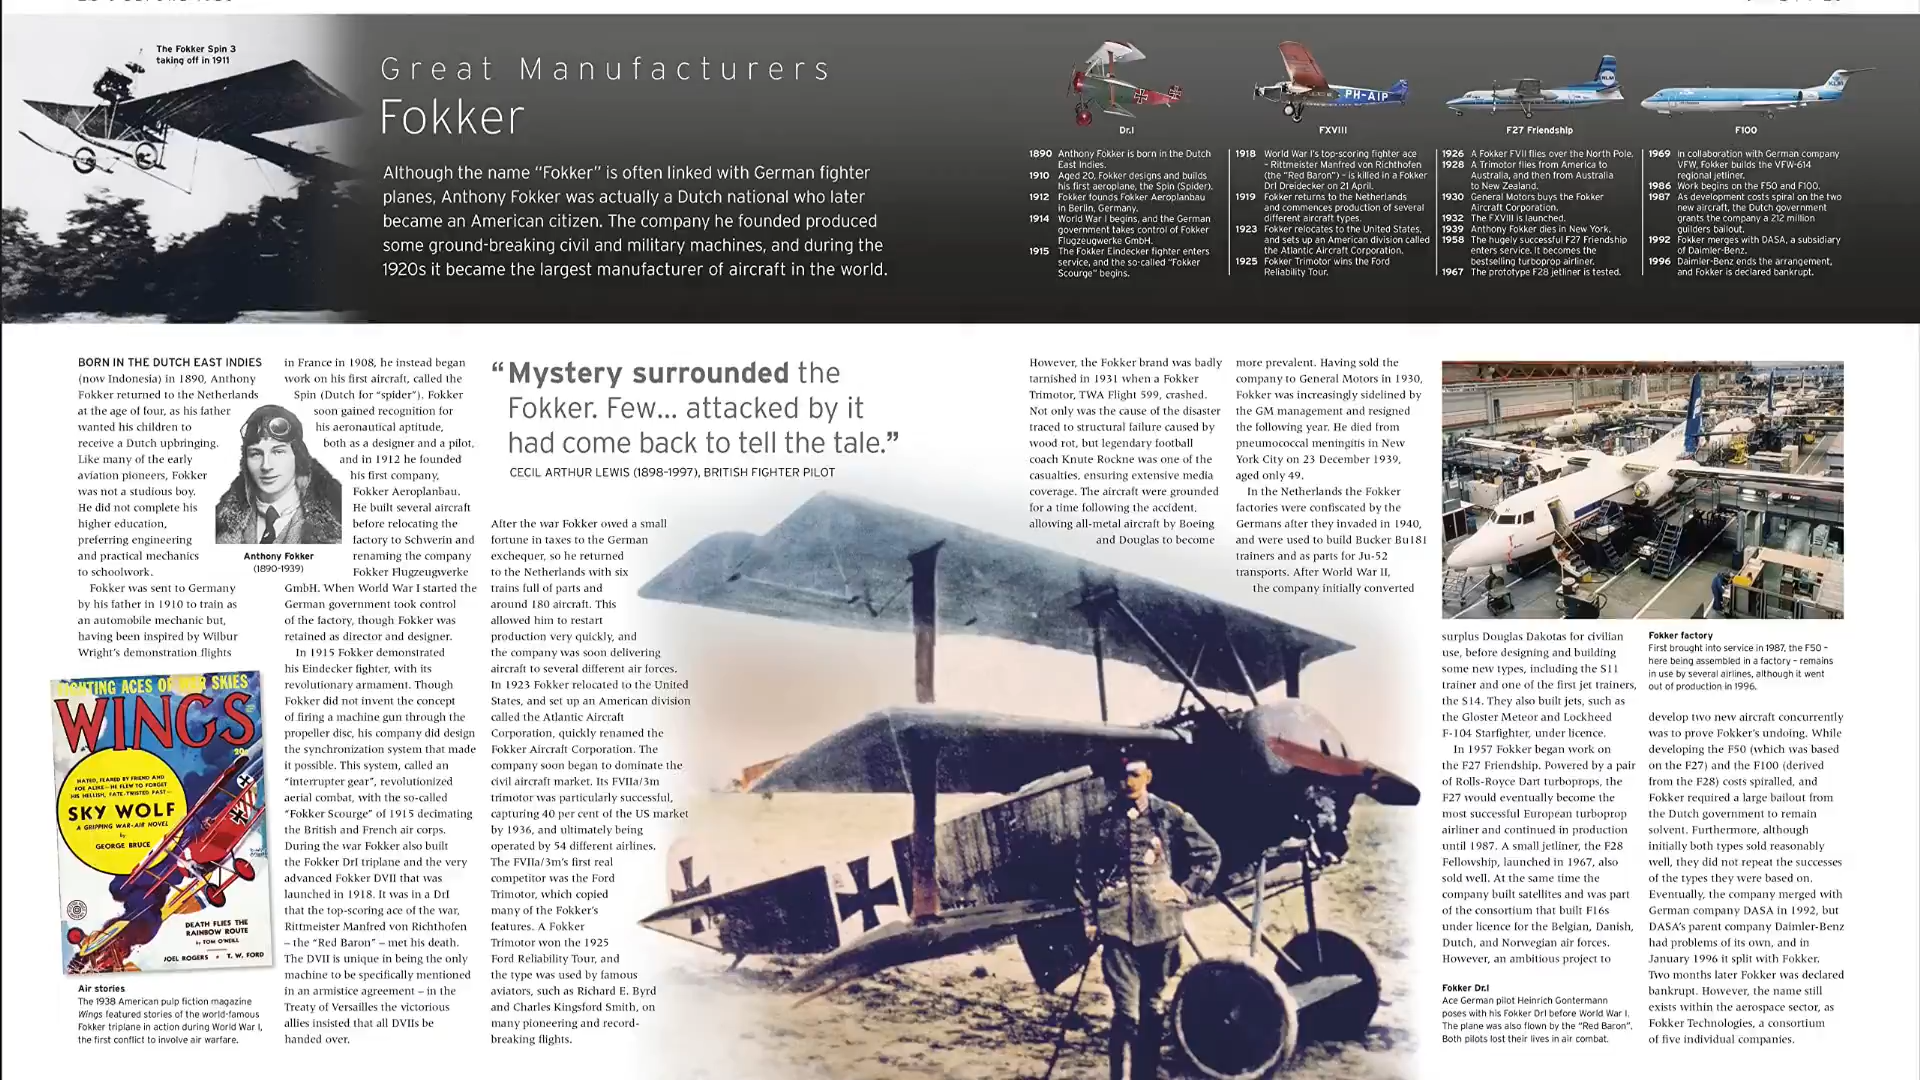 The Fokker Spin 3
taking off in 1911
Great Manufacturers
Fokker
Although the name “Fokker” is often linked with German fighter
planes, Anthony Fokker was actually a Dutch national who later
became an American citizen. The company he founded produced
some ground-breaking civil and military machines, and during the
1920s it became the largest manufacturer of aircraft in the world.
PH-AIP
KLM
Dr.I
FXVIII
F27 Friendship
F100
1890 Anthony Fokker is born in the Dutch
East Indies.
1910 Aged 20, Fokker designs and builds
his first aeroplane, the Spin (Spider).
1912 Fokker founds Fokker Aeroplanbau
in Berlin, Germany.
1914 World War I begins, and the German
government takes control of Fokker
Flugzeugwerke GmbH.
1915 The Fokker Eindecker fighter enters
service, and the so-called “Fokker
Scourge” begins.
1918 World War I’s top-scoring fighter ace
– Rittmeister Manfred von Richthofen
(the “Red Baron”) – is killed in a Fokker
DrI Dreidecker on 21 April.
1919 Fokker returns to the Netherlands
and commences production of several
different aircraft types.
1923 Fokker relocates to the United States,
and sets up an American division called
the Atlantic Aircraft Corporation.
1925 Fokker Trimotor wins the Ford
Reliability Tour.
1926 A Fokker FVII flies over the North Pole.
1928 A Trimotor flies from America to
Australia, and then from Australia
to New Zealand.
1930 General Motors buys the Fokker
Aircraft Corporation.
1932 The FXVIII is launched.
1939 Anthony Fokker dies in New York.
1958 The hugely successful F27 Friendship
enters service. It becomes the
bestselling turboprop airliner.
1967 The prototype F28 jetliner is tested.
1969 In collaboration with German company
VFW, Fokker builds the VFW-614
regional jetliner.
1986 Work begins on the F50 and F100.
1987 As development costs spiral on the two
new aircraft, the Dutch government
grants the company a 212 million
guilders bailout.
1992 Fokker merges with DASA, a subsidiary
of Daimler-Benz.
1996 Daimler-Benz ends the arrangement,
and Fokker is declared bankrupt.
BORN IN THE DUTCH EAST INDIES
(now Indonesia) in 1890, Anthony
Fokker returned to the Netherlands
at the age of four, as his father
wanted his children to
receive a Dutch upbringing.
Like many of the early
aviation pioneers, Fokker
was not a studious boy.
He did not complete his
higher education,
preferring engineering
and practical mechanics
to schoolwork.
Fokker was sent to Germany
by his father in 1910 to train as
an automobile mechanic but,
having been inspired by Wilbur
Wright’s demonstration flights
Anthony Fokker
(1890-1939)
FIGHTING ACES OF WAR SKIES
WINGS
20c
HATED, FEARED BY FRIEND AND
FOE ALIKE—HE FLEW TO FORGET
HIS HELLISH, FATE-TWISTED PAST—
SKY WOLF
A GRIPPING WAR-AIR NOVEL
by
GEORGE BRUCE
DEATH FLIES THE
RAINBOW ROUTE
by TOM O'NEILL
JOEL ROGERS • T. W. FORD
Air stories
The 1938 American pulp fiction magazine
Wings featured stories of the world-famous
Fokker triplane in action during World War I,
the first conflict to involve air warfare.
in France in 1908, he instead began
work on his first aircraft, called the
Spin (Dutch for “spider”). Fokker
soon gained recognition for
his aeronautical aptitude,
both as a designer and a pilot,
and in 1912 he founded
his first company,
Fokker Aeroplanbau.
He built several aircraft
before relocating the
factory to Schwerin and
renaming the company
Fokker Flugzeugwerke
GmbH. When World War I started the
German government took control
of the factory, though Fokker was
retained as director and designer.
In 1915 Fokker demonstrated
his Eindecker fighter, with its
revolutionary armament. Though
Fokker did not invent the concept
of firing a machine gun through the
propeller disc, his company did design
the synchronization system that made
it possible. This system, called an
“interrupter gear”, revolutionized
aerial combat, with the so-called
“Fokker Scourge” of 1915 decimating
the British and French air corps.
During the war Fokker also built
the Fokker DrI triplane and the very
advanced Fokker DVII that was
launched in 1918. It was in a DrI
that the top-scoring ace of the war,
Rittmeister Manfred von Richthofen
– the “Red Baron” – met his death.
The DVII is unique in being the only
machine to be specifically mentioned
in an armistice agreement – in the
Treaty of Versailles the victorious
allies insisted that all DVIIs be
handed over.
“Mystery surrounded the
Fokker. Few... attacked by it
had come back to tell the tale.”
CECIL ARTHUR LEWIS (1898-1997), BRITISH FIGHTER PILOT
After the war Fokker owed a small
fortune in taxes to the German
exchequer, so he returned
to the Netherlands with six
trains full of parts and
around 180 aircraft. This
allowed him to restart
production very quickly, and
the company was soon delivering
aircraft to several different air forces.
In 1923 Fokker relocated to the United
States, and set up an American division
called the Atlantic Aircraft
Corporation, quickly renamed the
Fokker Aircraft Corporation. The
company soon began to dominate the
civil aircraft market. Its FVIIa/3m
trimotor was particularly successful,
capturing 40 per cent of the US market
by 1936, and ultimately being
operated by 54 different airlines.
The FVIIa/3m’s first real
competitor was the Ford
Trimotor, which copied
many of the Fokker’s
features. A Fokker
Trimotor won the 1925
Ford Reliability Tour, and
the type was used by famous
aviators, such as Richard E. Byrd
and Charles Kingsford Smith, on
many pioneering and record-
breaking flights.
However, the Fokker brand was badly
tarnished in 1931 when a Fokker
Trimotor, TWA Flight 599, crashed.
Not only was the cause of the disaster
traced to structural failure caused by
wood rot, but legendary football
coach Knute Rockne was one of the
casualties, ensuring extensive media
coverage. The aircraft were grounded
for a time following the accident,
allowing all-metal aircraft by Boeing
and Douglas to become
more prevalent. Having sold the
company to General Motors in 1930,
Fokker was increasingly sidelined by
the GM management and resigned
the following year. He died from
pneumococcal meningitis in New
York City on 23 December 1939,
aged only 49.
In the Netherlands the Fokker
factories were confiscated by the
Germans after they invaded in 1940,
and were used to build Bucker Bu181
trainers and as parts for Ju-52
transports. After World War II,
the company initially converted
surplus Douglas Dakotas for civilian
use, before designing and building
some new types, including the S11
trainer and one of the first jet trainers,
the S14. They also built jets, such as
the Gloster Meteor and Lockheed
F-104 Starfighter, under licence.
In 1957 Fokker began work on
the F27 Friendship. Powered by a pair
of Rolls-Royce Dart turboprops, the
F27 would eventually become the
most successful European turboprop
airliner and continued in production
until 1987. A small jetliner, the F28
Fellowship, launched in 1967, also
sold well. At the same time the
company built satellites and was part
of the consortium that built F16s
under licence for the Belgian, Danish,
Dutch, and Norwegian air forces.
However, an ambitious project to
Fokker Dr.I
Ace German pilot Heinrich Gontermann
poses with his Fokker DrI before World War I.
The plane was also flown by the “Red Baron”.
Both pilots lost their lives in air combat.
Fokker factory
First brought into service in 1987, the F50 –
here being assembled in a factory – remains
in use by several airlines, although it went
out of production in 1996.
develop two new aircraft concurrently
was to prove Fokker’s undoing. While
developing the F50 (which was based
on the F27) and the F100 (derived
from the F28) costs spiralled, and
Fokker required a large bailout from
the Dutch government to remain
solvent. Furthermore, although
initially both types sold reasonably
well, they did not repeat the successes
of the types they were based on.
Eventually, the company merged with
German company DASA in 1992, but
DASA’s parent company Daimler-Benz
had problems of its own, and in
January 1996 it split with Fokker.
Two months later Fokker was declared
bankrupt. However, the name still
exists within the aerospace sector, as
Fokker Technologies, a consortium
of five individual companies.